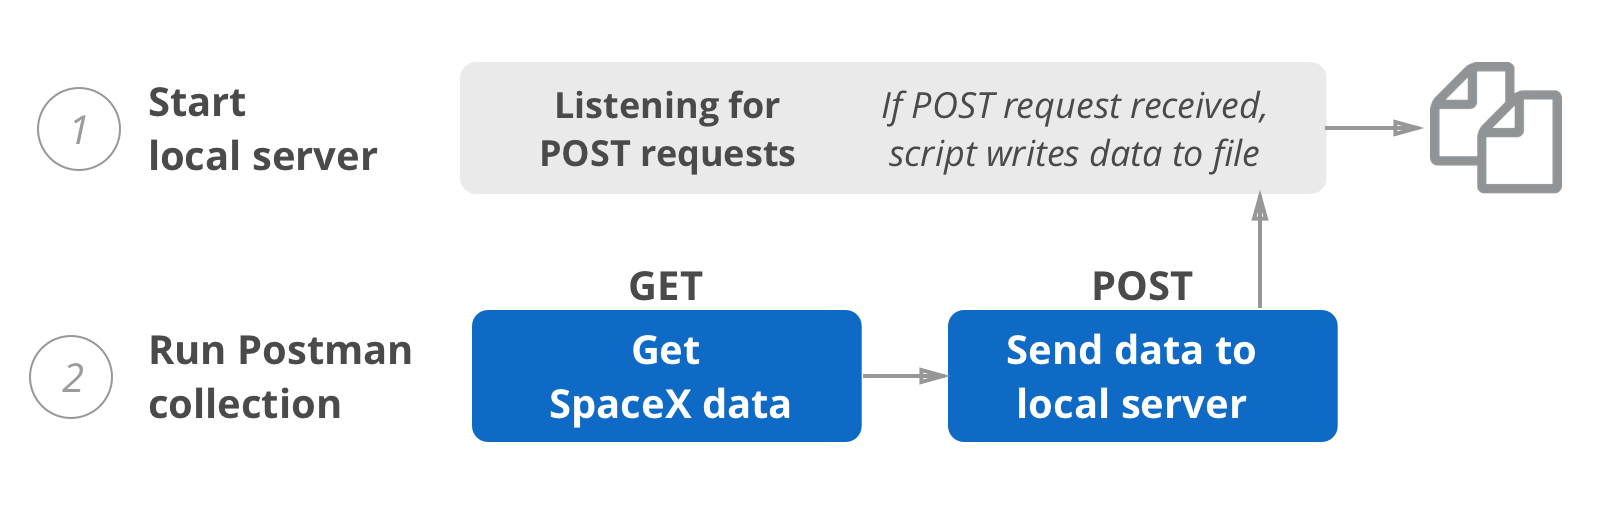 1
Start
local server
Listening for
POST requests
If POST request received,
script writes data to file
2
Run Postman
collection
GET
Get
SpaceX data
POST
Send data to
local server